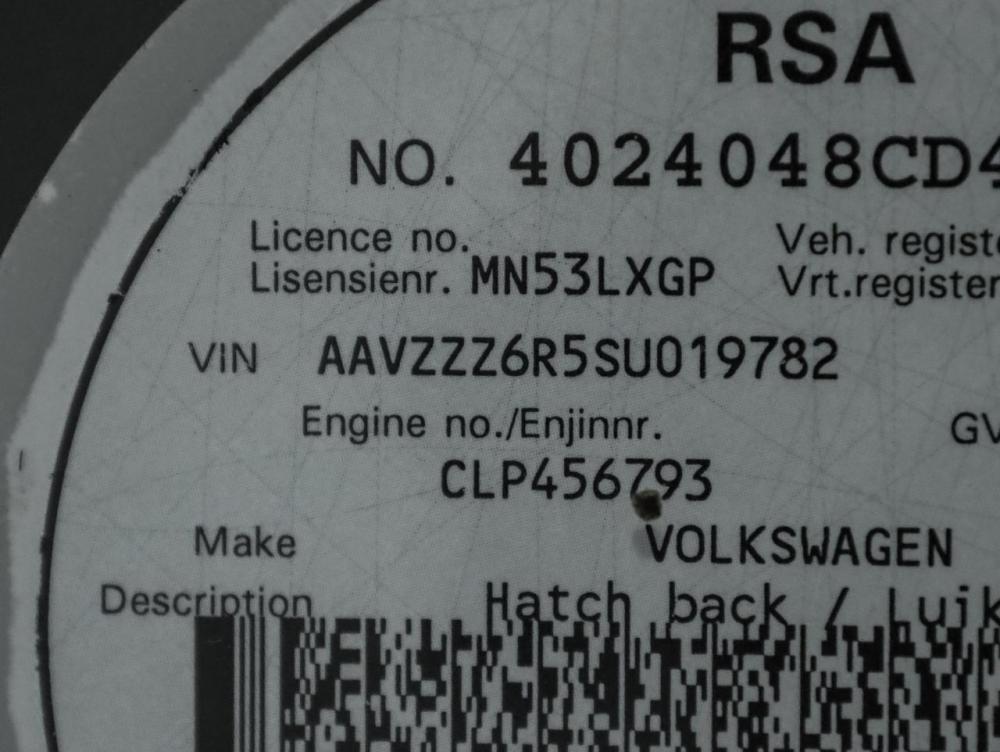 RSA
NO. 4024048CD4
Licence no.
Lisensienr. MN53LXGP
Veh. registe
Vrt.register
VIN AAVZZZ6R5SU019782
Engine no./Enjinnr.
GV
CLP456793
Make VOLKSWAGEN
Description Hatch back / Luik